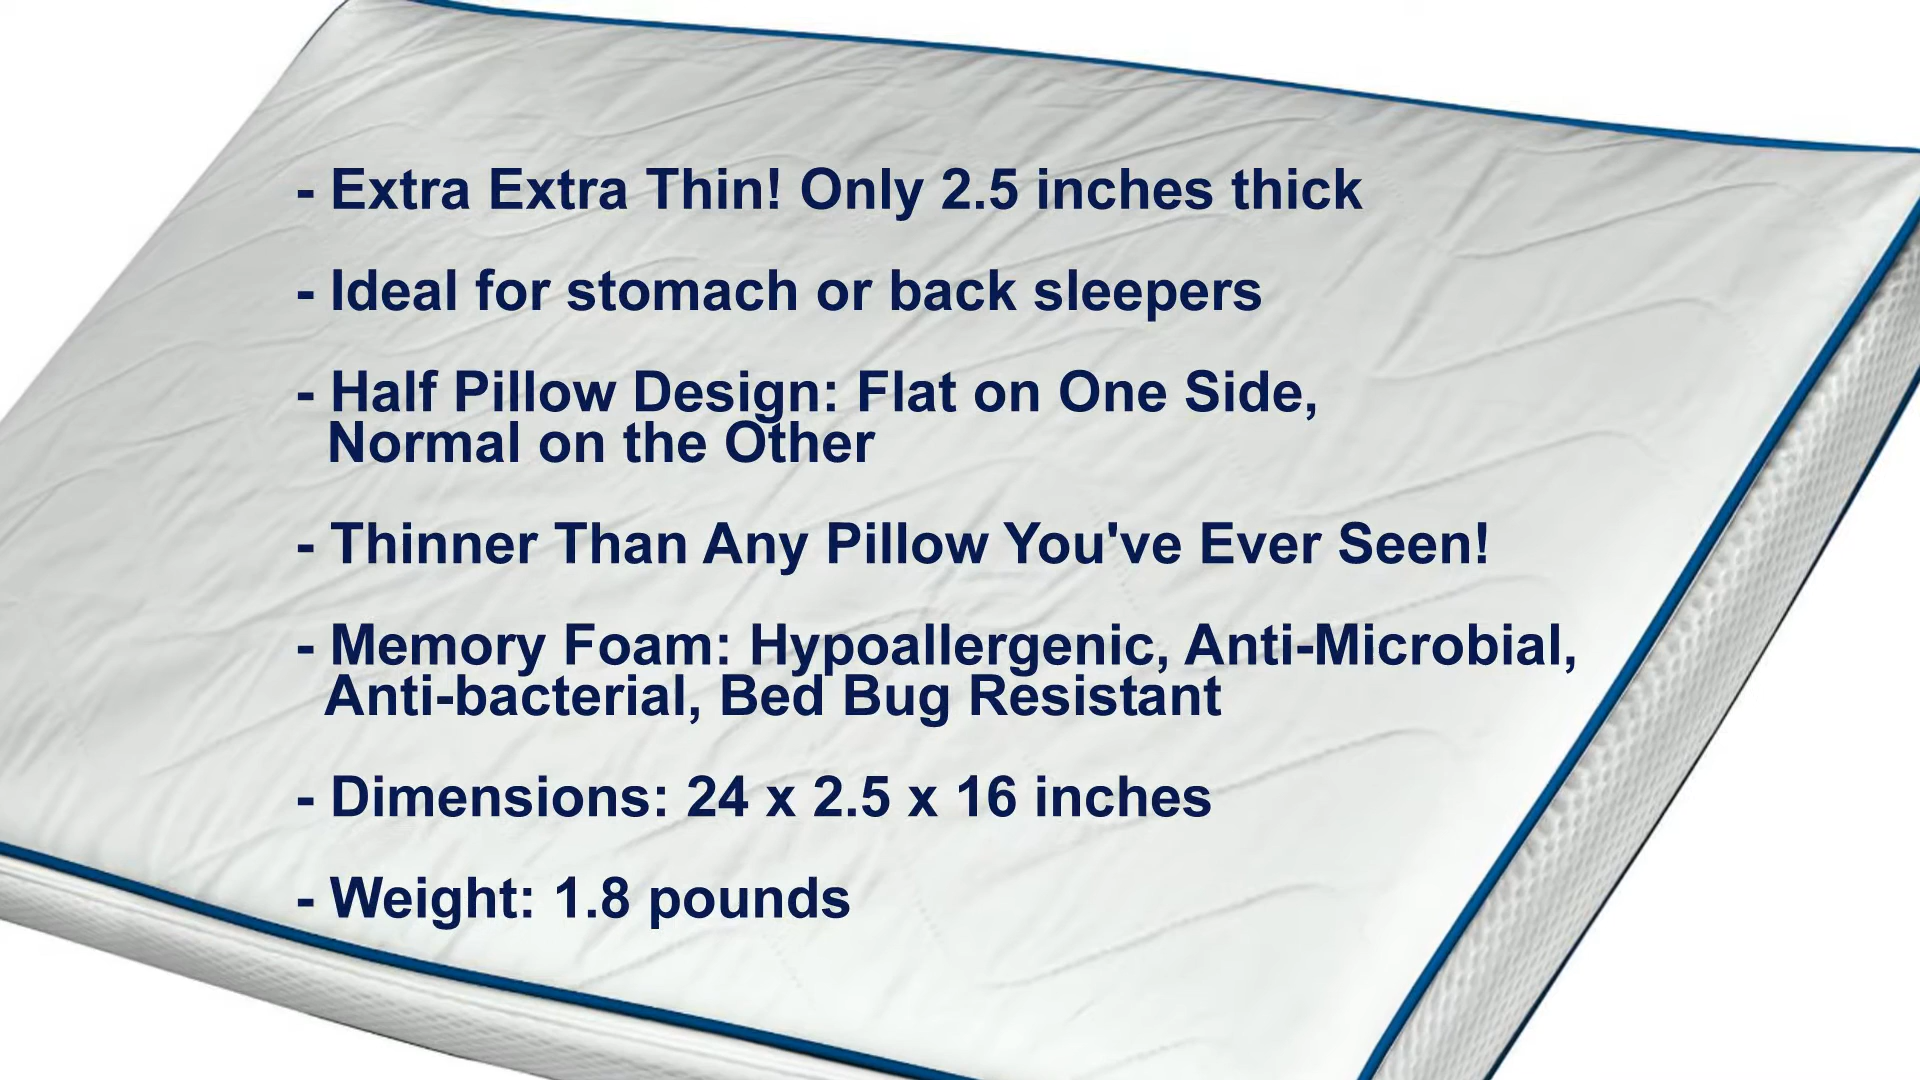 - Extra Extra Thin! Only 2.5 inches thick
- Ideal for stomach or back sleepers
- Half Pillow Design: Flat on One Side,
Normal on the Other
- Thinner Than Any Pillow You've Ever Seen!
- Memory Foam: Hypoallergenic, Anti-Microbial,
Anti-bacterial, Bed Bug Resistant
- Dimensions: 24 x 2.5 x 16 inches
- Weight: 1.8 pounds